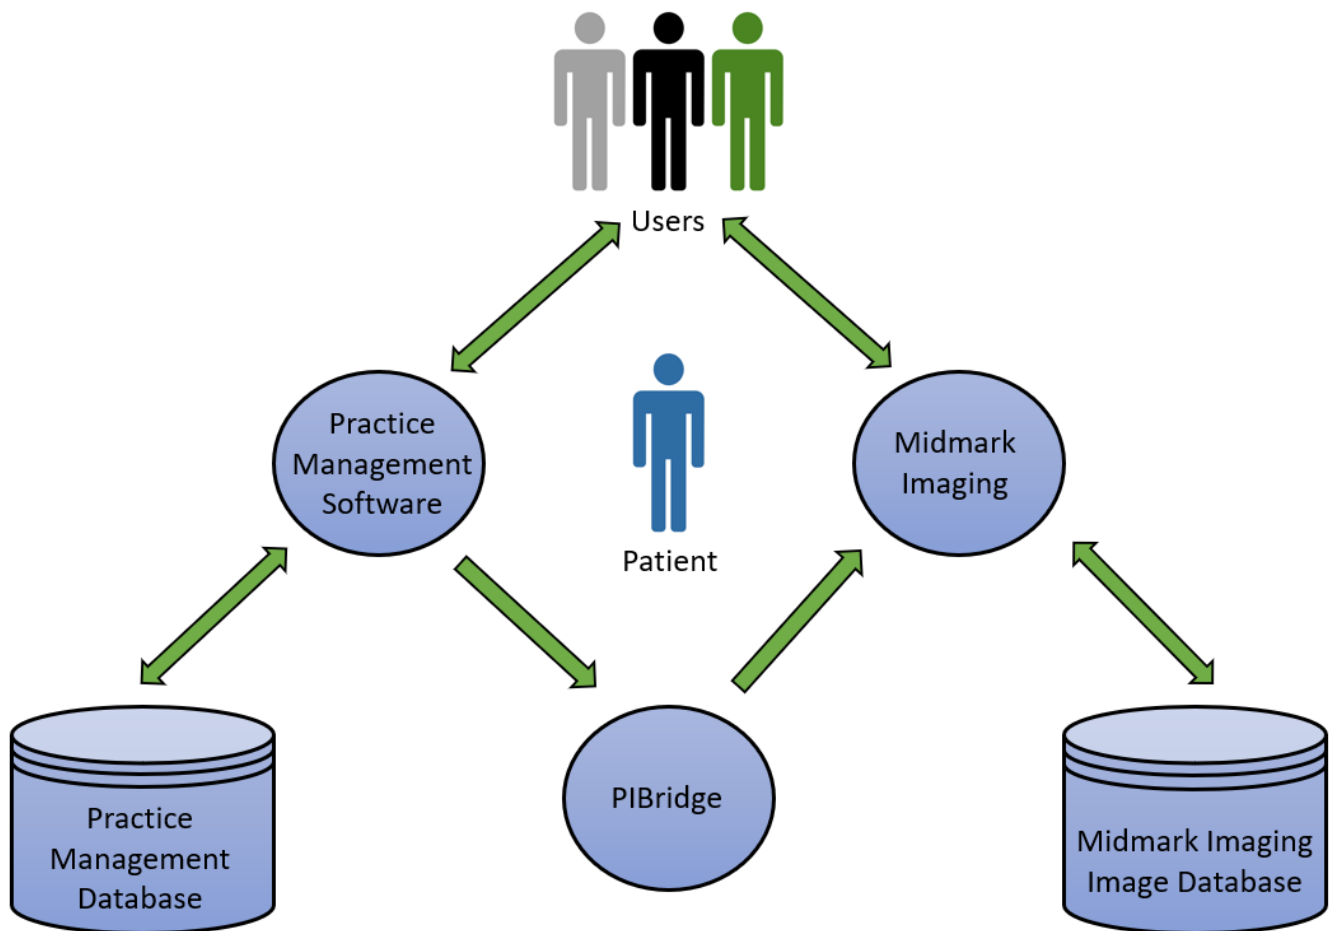 Users
Practice
Management
Software
Midmark
Imaging
Patient
Practice
Management
Database
PIBridge
Midmark Imaging
Image Database